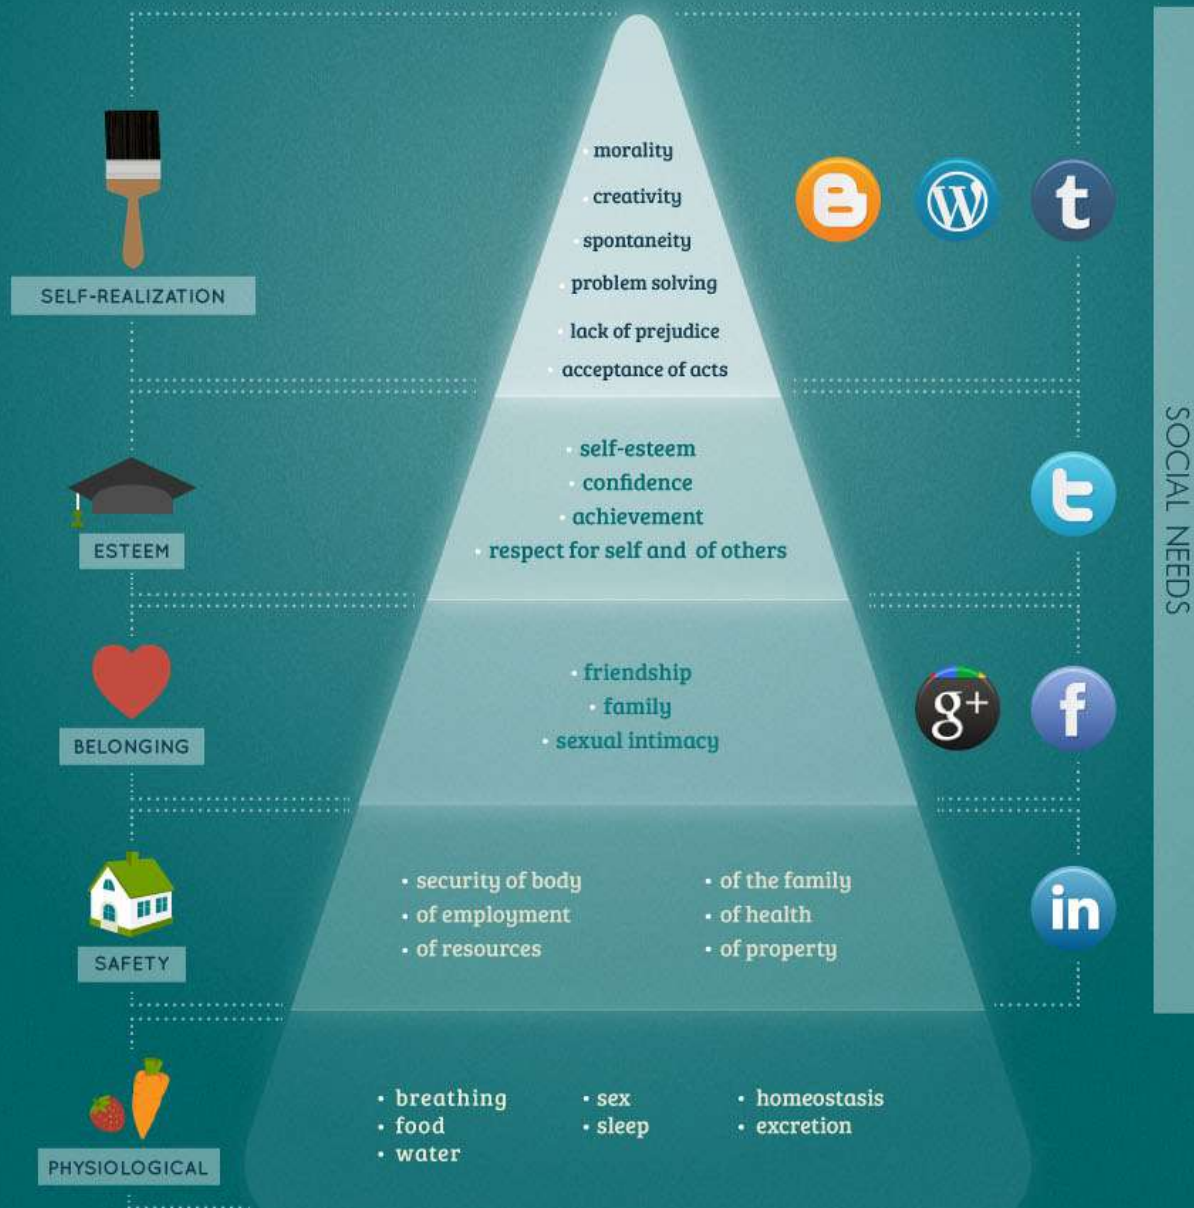 morality
creativity
spontaneity
problem solving
lack of prejudice
acceptance of acts
SELF-REALIZATION
B
W
t
self-esteem
confidence
achievement
respect for self and of others
ESTEEM
t
friendship
family
sexual intimacy
BELONGING
g+
f
• security of body
• of employment
• of resources
• of the family
• of health
• of property
SAFETY
in
• breathing
• food
• water
• sex
• sleep
• homeostasis
• excretion
PHYSIOLOGICAL
SOCIAL NEEDS